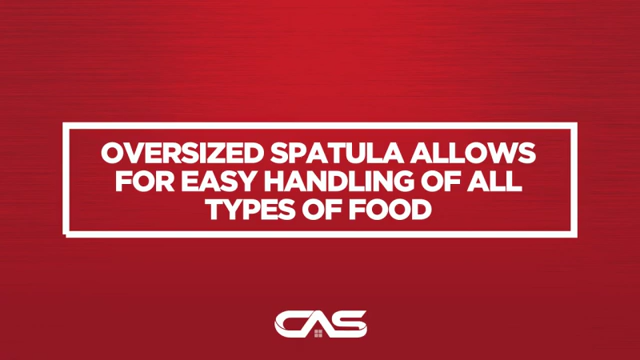 OVERSIZED SPATULA ALLOWS
FOR EASY HANDLING OF ALL
TYPES OF FOOD
CAS